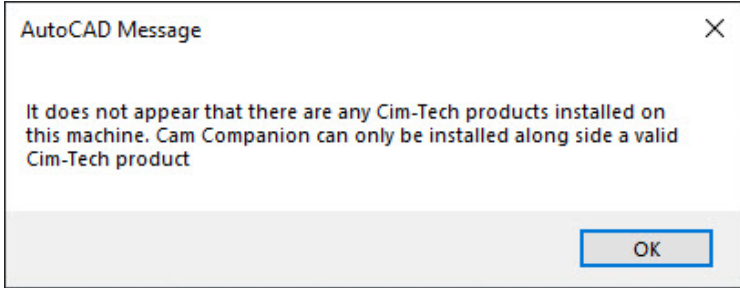 AutoCAD Message
It does not appear that there are any Cim-Tech products installed on
this machine. Cam Companion can only be installed along side a valid
Cim-Tech product
OK